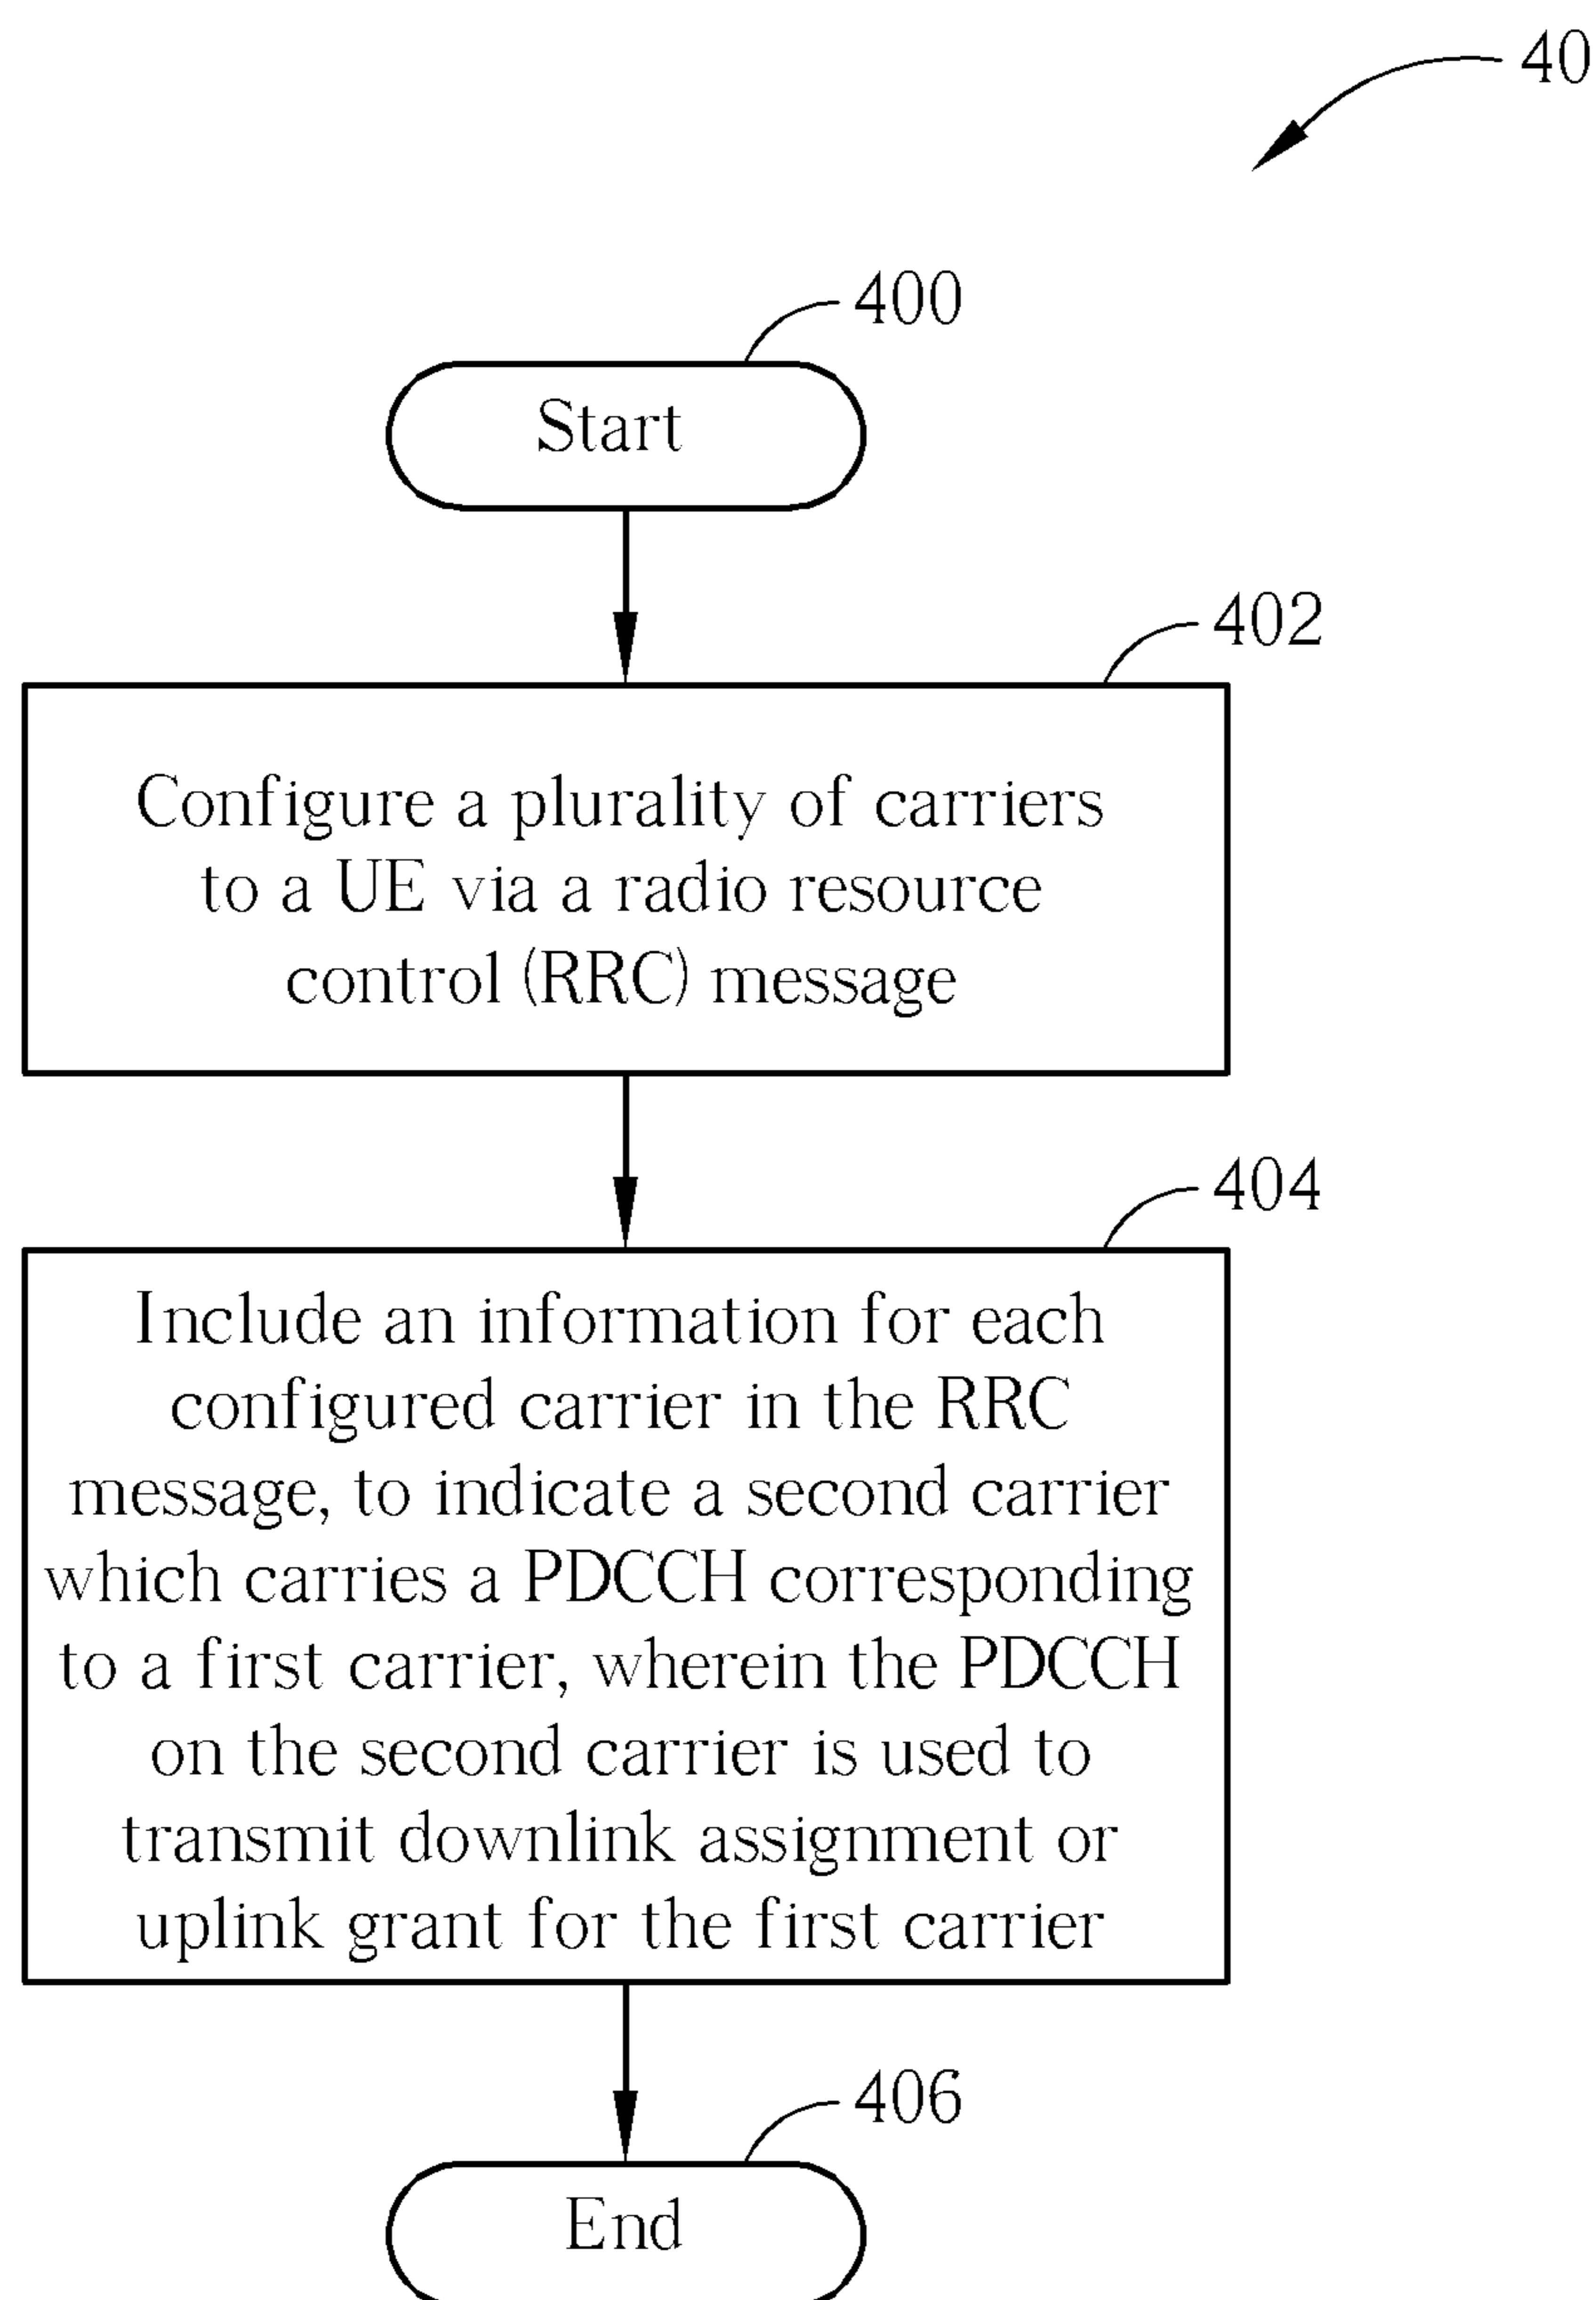 40
400
Start
402
Configure a plurality of carriers
to a UE via a radio resource
control (RRC) message
404
Include an information for each
configured carrier in the RRC
message, to indicate a second carrier
which carries a PDCCH corresponding
to a first carrier, wherein the PDCCH
on the second carrier is used to
transmit downlink assignment or
uplink grant for the first carrier
406
End